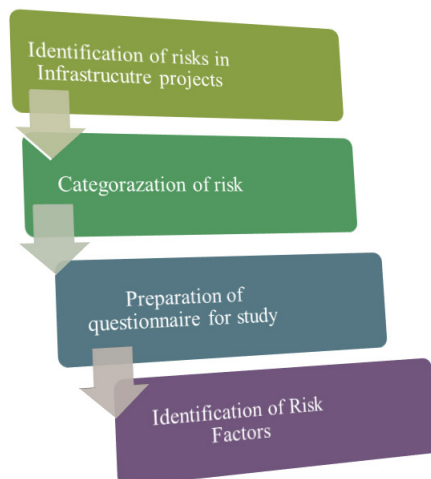 Identification of risks in
Infrastrucutre projects
Categorazation of risk
Preparation of
questionnaire for study
Identification of Risk
Factors